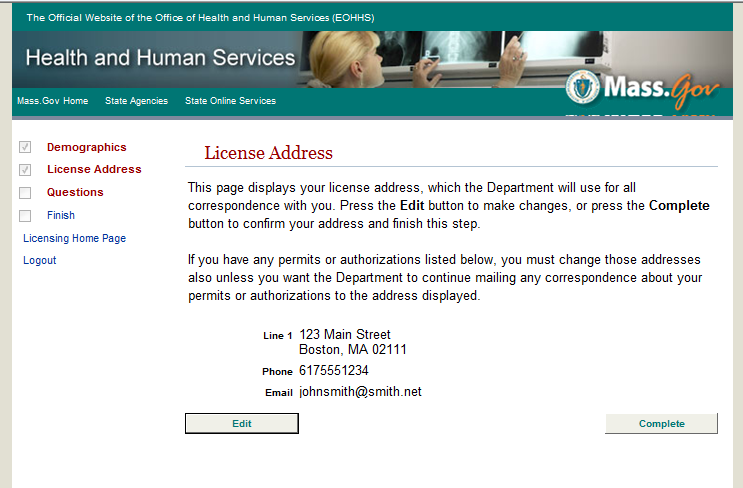 The Official Website of the Office of Health and Human Services (EOHHS)
Health and Human Services
Mass.Gov
Mass.Gov Home State Agencies State Online Services
Demographics
License Address
Questions
Finish
Licensing Home Page
Logout
License Address
This page displays your license address, which the Department will use for all
correspondence with you. Press the Edit button to make changes, or press the Complete
button to confirm your address and finish this step.
If you have any permits or authorizations listed below, you must change those addresses
also unless you want the Department to continue mailing any correspondence about your
permits or authorizations to the address displayed.
Line 1 123 Main Street
Boston, MA 02111
Phone 6175551234
Email johnsmith@smith.net
Edit Complete